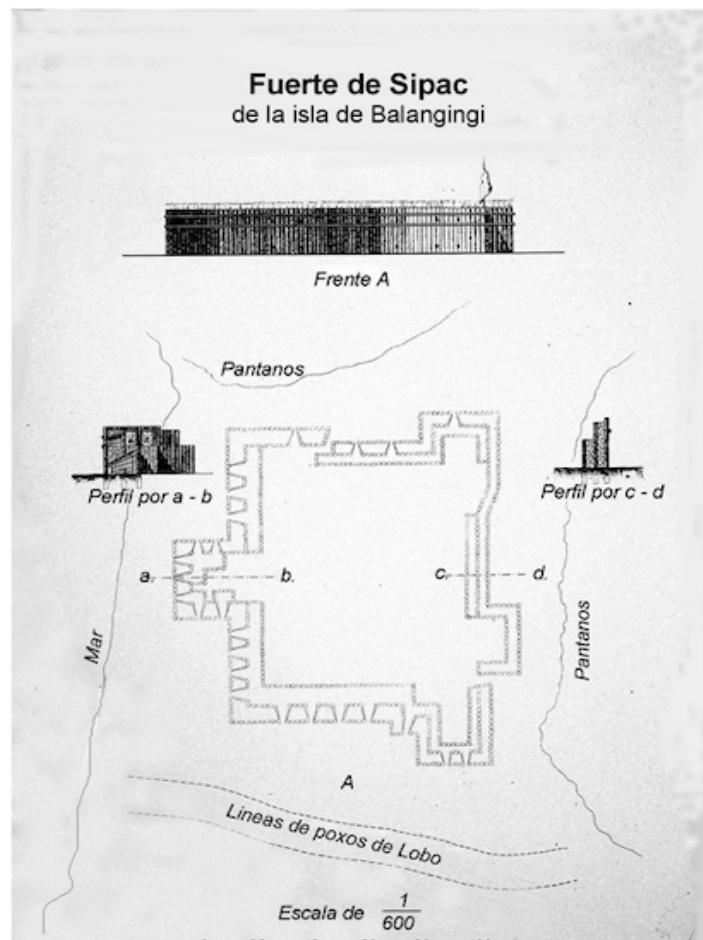 Fuerte de Sipac
de la isla de Balangingi
Frente A
Pantanos
Perfil por a - b
Perfil por c - d
a.
b.
c.
d.
Mar
Pantanos
A
Lineas de poxos de Lobo
Escala de 1/600